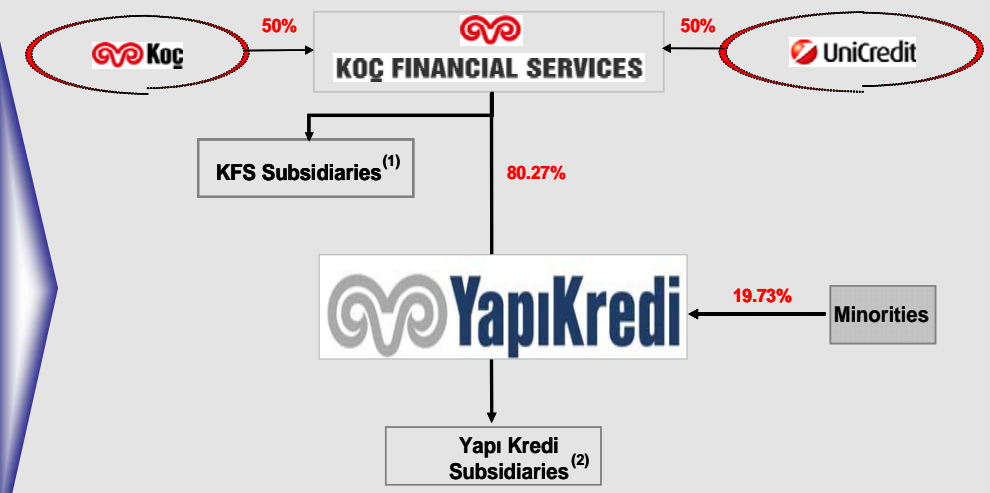 50%
50%
Koç
UniCredit
KOÇ FINANCIAL SERVICES
KFS Subsidiaries(1)
80.27%
YapıKredi
19.73%
Minorities
Yapı Kredi
Subsidiaries(2)